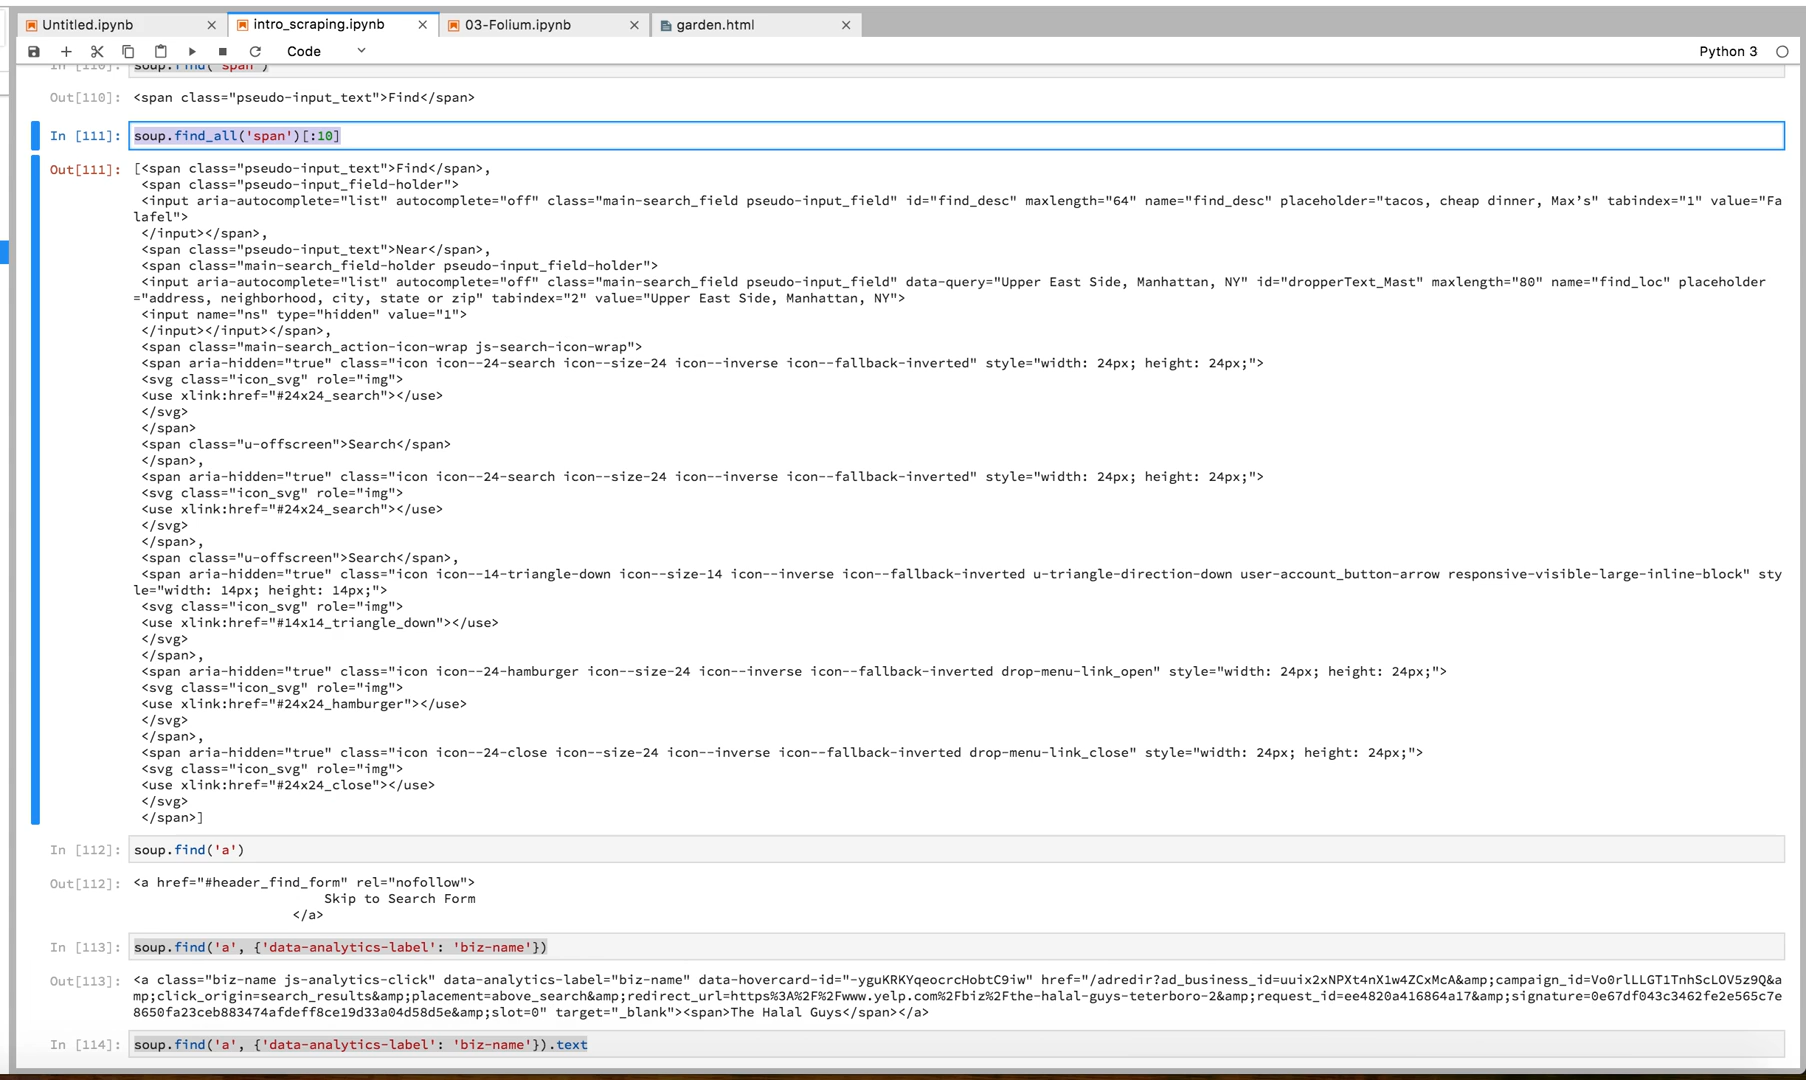 Untitled.ipynb
intro_scraping.ipynb
03-Folium.ipynb
garden.html
Code
Python 3
In [110]: soup.find('span')
Out[110]: <span class="pseudo-input_text">Find</span>
In [111]: soup.find_all('span')[:10]
Out[111]: [<span class="pseudo-input_text">Find</span>,
<span class="pseudo-input_field-holder">
<input aria-autocomplete="list" autocomplete="off" class="main-search_field pseudo-input_field" id="find_desc" maxlength="64" name="find_desc" placeholder="tacos, cheap dinner, Max’s" tabindex="1" value="Fa
lafel">
</input></span>,
<span class="pseudo-input_text">Near</span>,
<span class="main-search_field-holder pseudo-input_field-holder">
<input aria-autocomplete="list" autocomplete="off" class="main-search_field pseudo-input_field" data-query="Upper East Side, Manhattan, NY" id="dropperText_Mast" maxlength="80" name="find_loc" placeholder
="address, neighborhood, city, state or zip" tabindex="2" value="Upper East Side, Manhattan, NY">
<input name="ns" type="hidden" value="1">
</input></input></span>,
<span class="main-search_action-icon-wrap js-search-icon-wrap">
<span aria-hidden="true" class="icon icon--24-search icon--size-24 icon--inverse icon--fallback-inverted" style="width: 24px; height: 24px;">
<svg class="icon_svg" role="img">
<use xlink:href="#24x24_search"></use>
</svg>
</span>
<span class="u-offscreen">Search</span>
</span>,
<span aria-hidden="true" class="icon icon--24-search icon--size-24 icon--inverse icon--fallback-inverted" style="width: 24px; height: 24px;">
<svg class="icon_svg" role="img">
<use xlink:href="#24x24_search"></use>
</svg>
</span>,
<span class="u-offscreen">Search</span>,
<span aria-hidden="true" class="icon icon--14-triangle-down icon--size-14 icon--inverse icon--fallback-inverted u-triangle-direction-down user-account_button-arrow responsive-visible-large-inline-block" sty
le="width: 14px; height: 14px;">
<svg class="icon_svg" role="img">
<use xlink:href="#14x14_triangle_down"></use>
</svg>
</span>,
<span aria-hidden="true" class="icon icon--24-hamburger icon--size-24 icon--inverse icon--fallback-inverted drop-menu-link_open" style="width: 24px; height: 24px;">
<svg class="icon_svg" role="img">
<use xlink:href="#24x24_hamburger"></use>
</svg>
</span>,
<span aria-hidden="true" class="icon icon--24-close icon--size-24 icon--inverse icon--fallback-inverted drop-menu-link_close" style="width: 24px; height: 24px;">
<svg class="icon_svg" role="img">
<use xlink:href="#24x24_close"></use>
</svg>
</span>]
In [112]: soup.find('a')
Out[112]: <a href="#header_find_form" rel="nofollow">
Skip to Search Form
</a>
In [113]: soup.find('a', {'data-analytics-label': 'biz-name'})
Out[113]: <a class="biz-name js-analytics-click" data-analytics-label="biz-name" data-hovercard-id="-yguKRKYqeocrcHobtC9iw" href="/adredir?ad_business_id=uuix2xNPXt4nX1w4ZCxMcA&amp;campaign_id=Vo0rlLLGT1TnhScLOV5z9Q&a
mp;click_origin=search_results&amp;placement=above_search&amp;redirect_url=https%3A%2F%2Fwww.yelp.com%2Fbiz%2Fthe-halal-guys-teterboro-2&amp;request_id=ee4820a416864a17&amp;signature=0e67df043c3462fe2e565c7e
8650fa23ceb883474afdeff8ce19d33a04d58d5e&amp;slot=0" target="_blank"><span>The Halal Guys</span></a>
In [114]: soup.find('a', {'data-analytics-label': 'biz-name'}).text